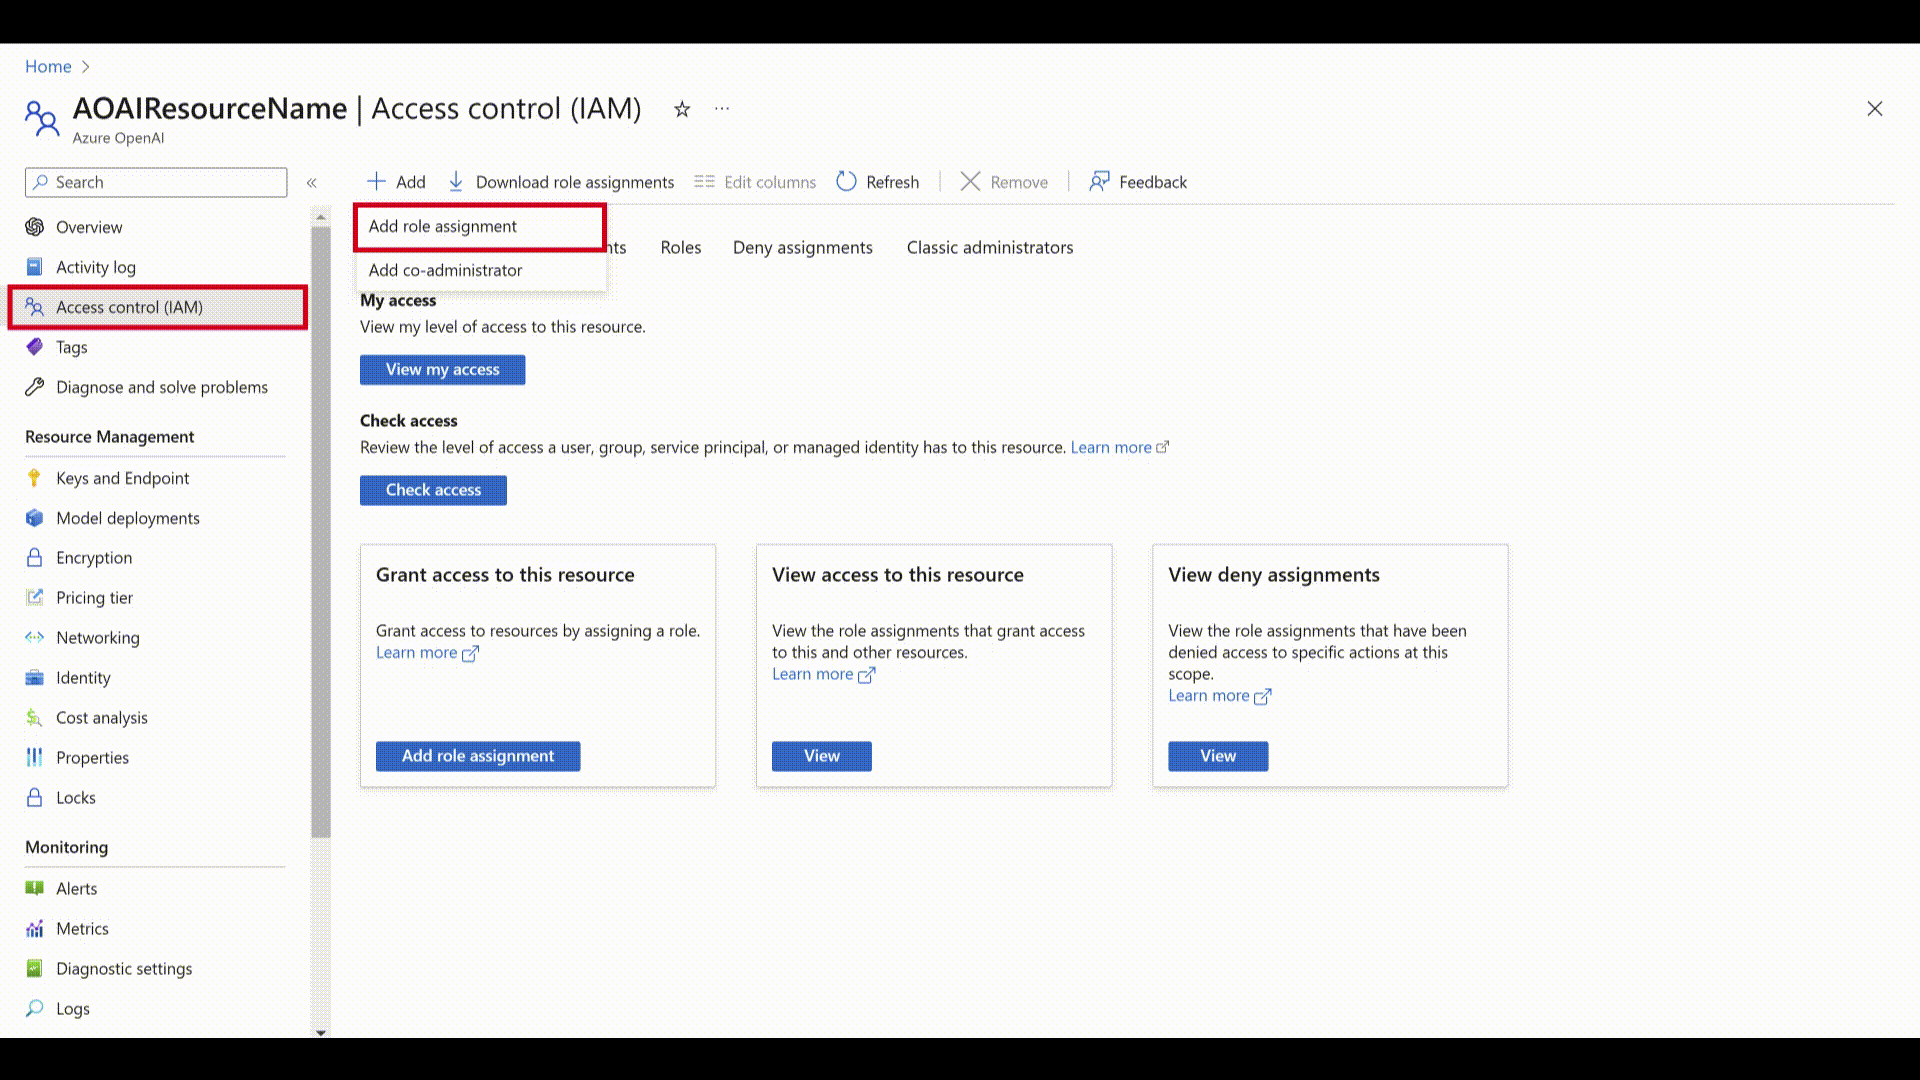 Home
AOAIResourceName | Access control (IAM)
Azure OpenAI
Search
Add
Download role assignments
Edit columns
Refresh
Remove
Feedback
Overview
Activity log
Access control (IAM)
Tags
Diagnose and solve problems
Resource Management
Keys and Endpoint
Model deployments
Encryption
Pricing tier
Networking
Identity
Cost analysis
Properties
Locks
Monitoring
Alerts
Metrics
Diagnostic settings
Logs
Add role assignment
Add co-administrator
nts
Roles
Deny assignments
Classic administrators
My access
View my level of access to this resource.
View my access
Check access
Review the level of access a user, group, service principal, or managed identity has to this resource. Learn more
Check access
Grant access to this resource
Grant access to resources by assigning a role.
Learn more
Add role assignment
View access to this resource
View the role assignments that grant access
to this and other resources.
Learn more
View
View deny assignments
View the role assignments that have been
denied access to specific actions at this
scope.
Learn more
View